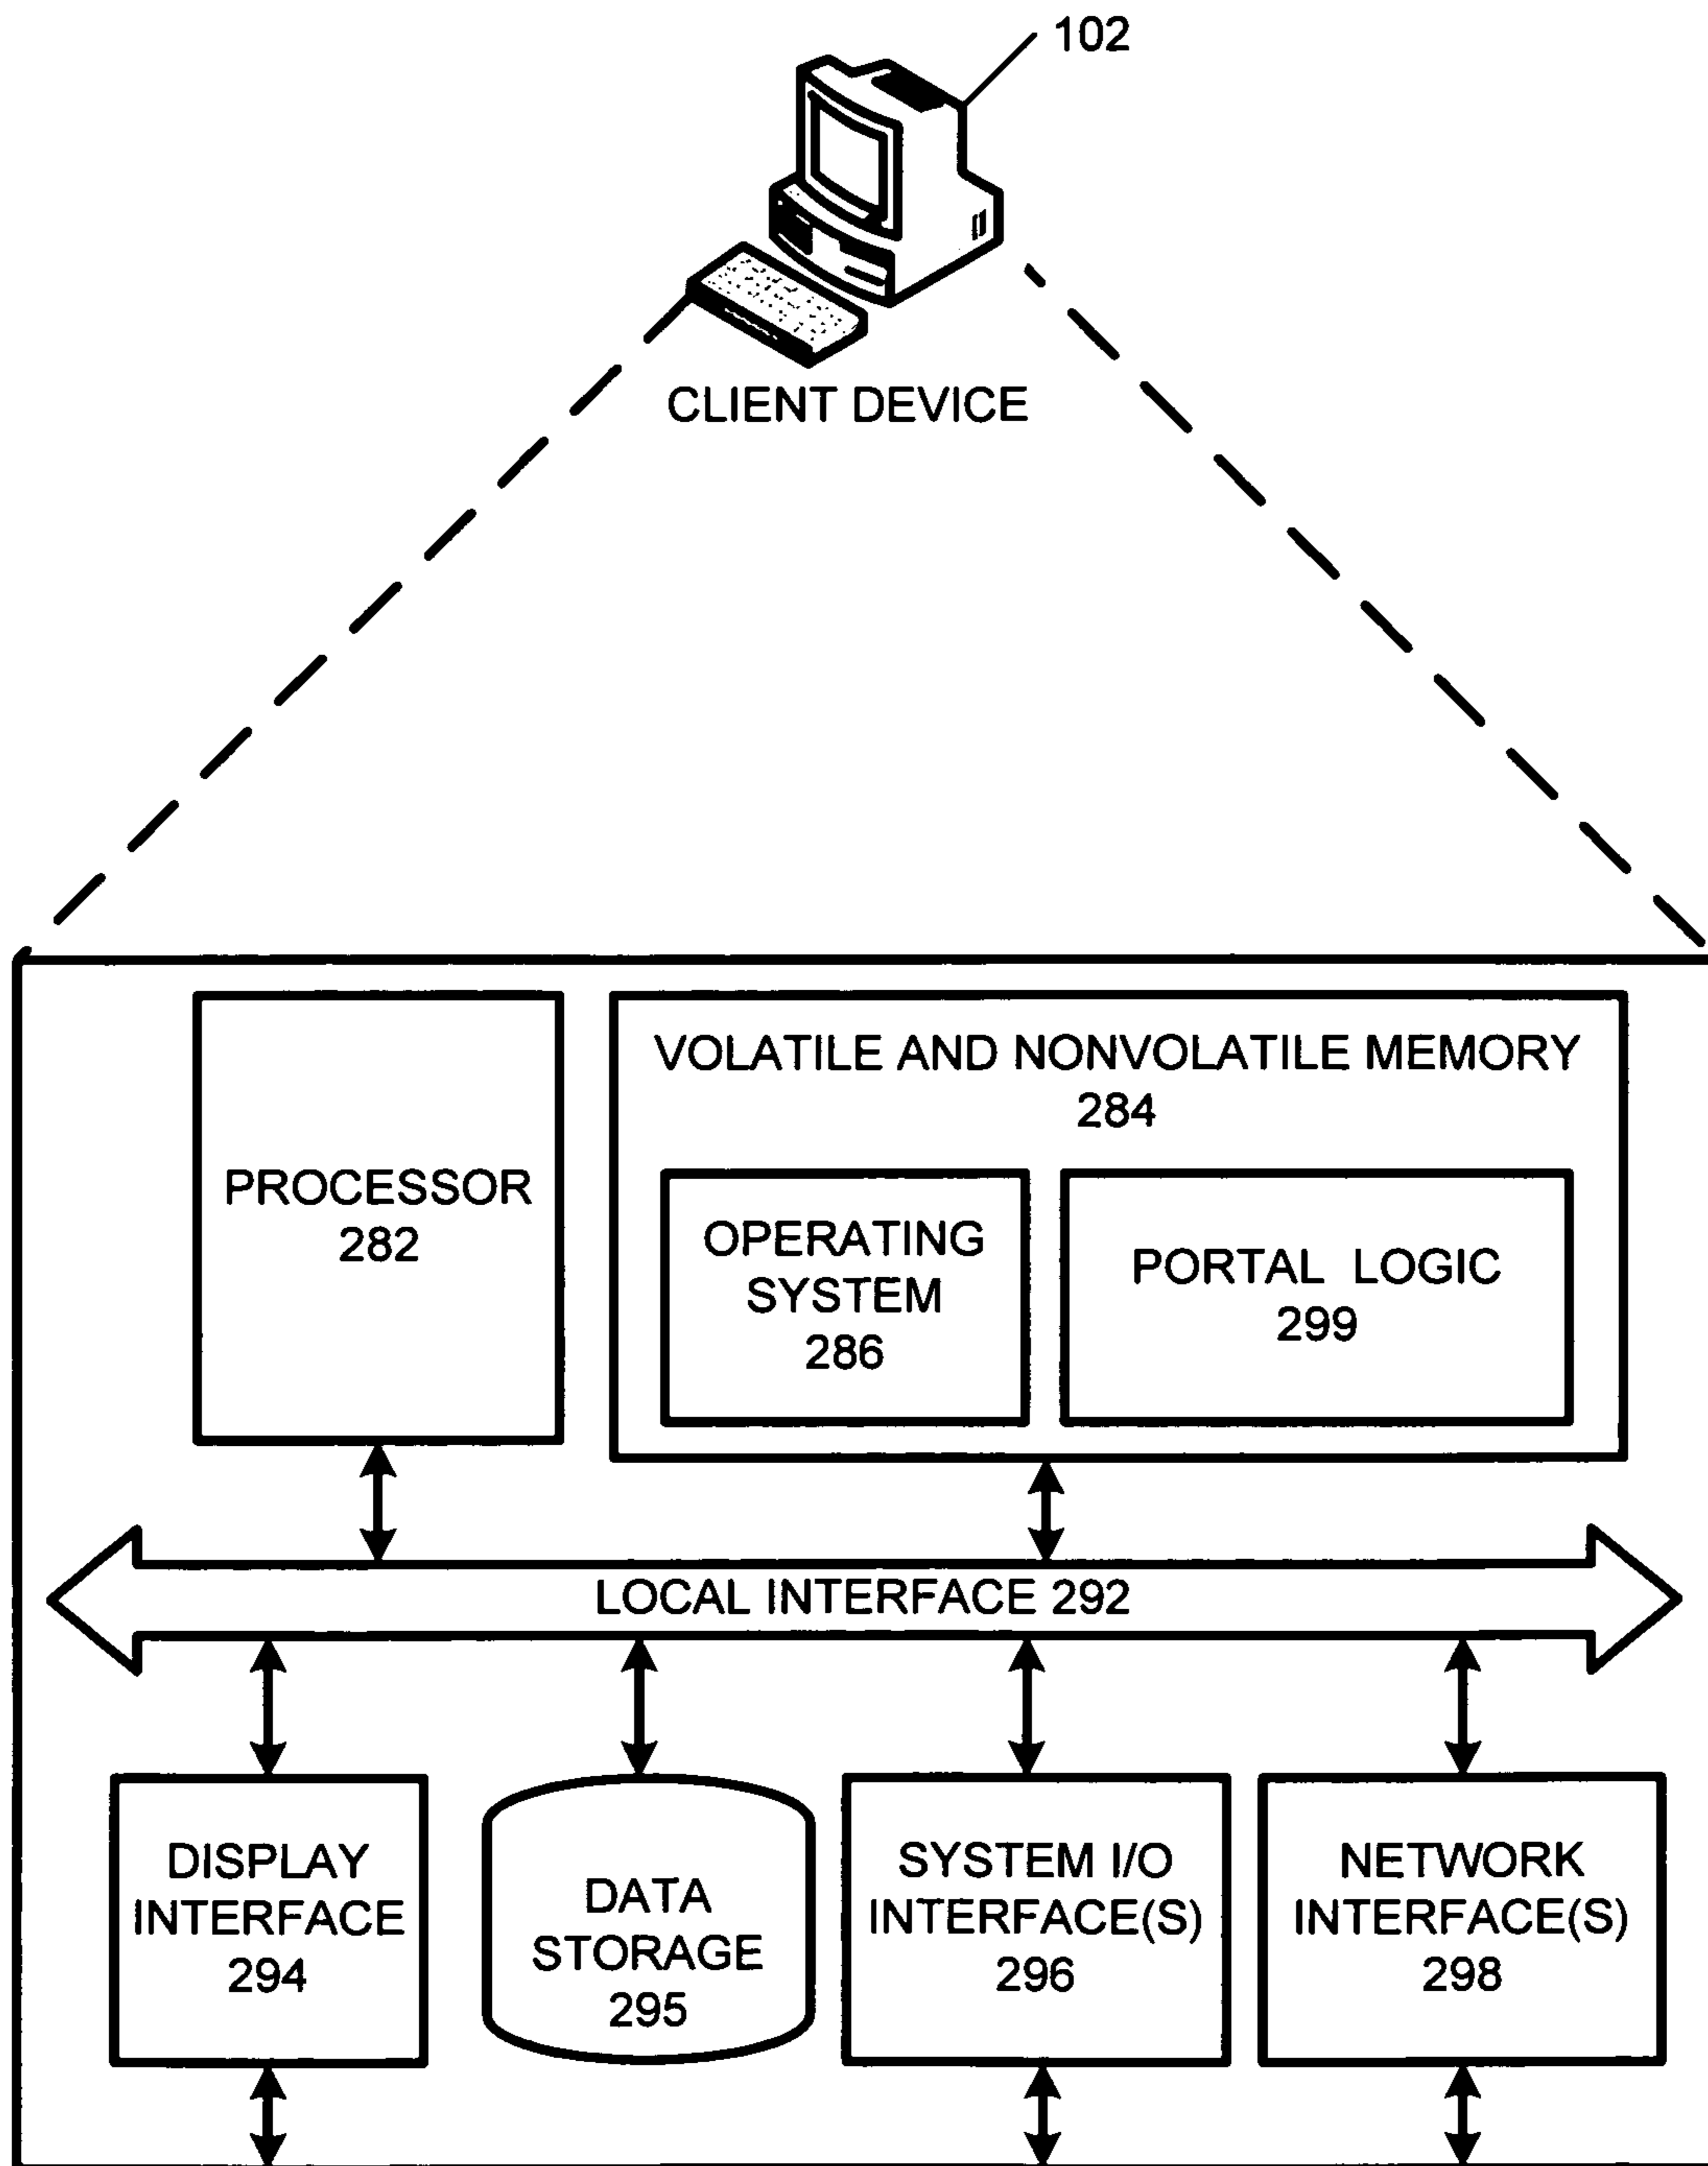 102
CLIENT DEVICE
VOLATILE AND NONVOLATILE MEMORY
284
PROCESSOR
282
OPERATING
SYSTEM
286
PORTAL LOGIC
299
LOCAL INTERFACE 292
DISPLAY
INTERFACE
294
DATA
STORAGE
295
SYSTEM I/O
INTERFACE(S)
296
NETWORK
INTERFACE(S)
298